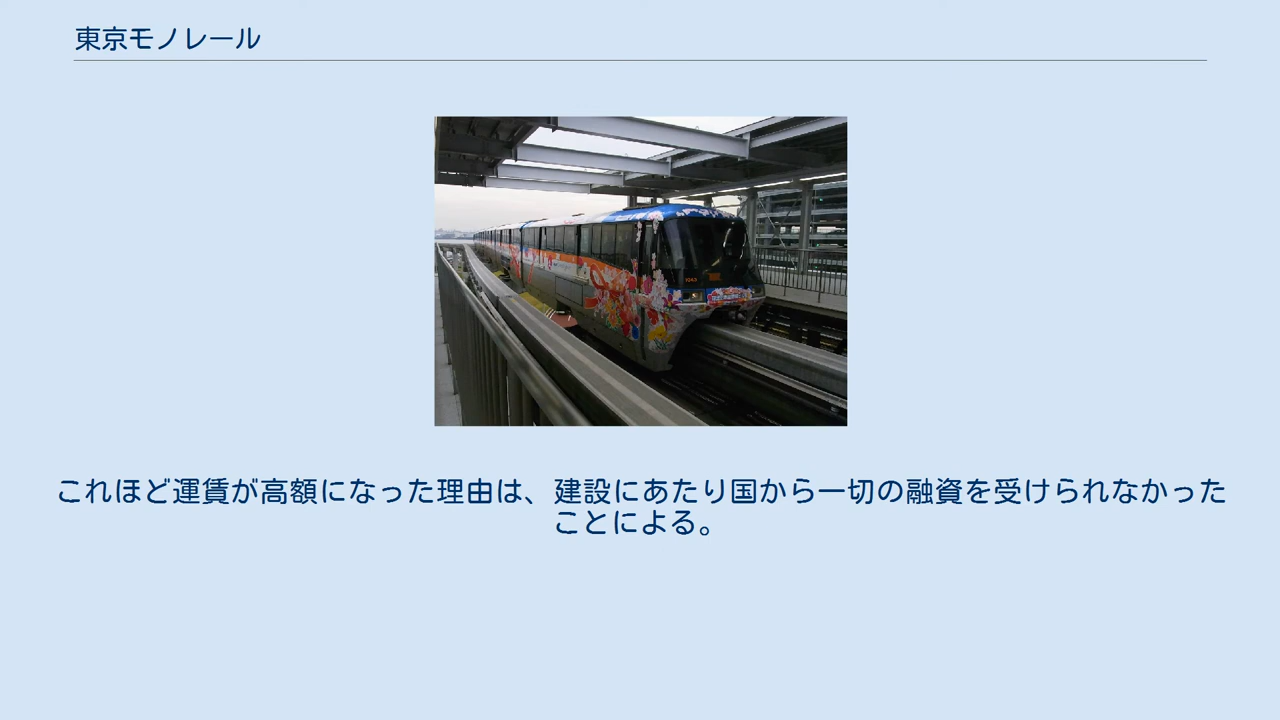 東京モノレール
これほど運賃が高額になった理由は、建設にあたり国から一切の融資を受けられなかった
ことによる。